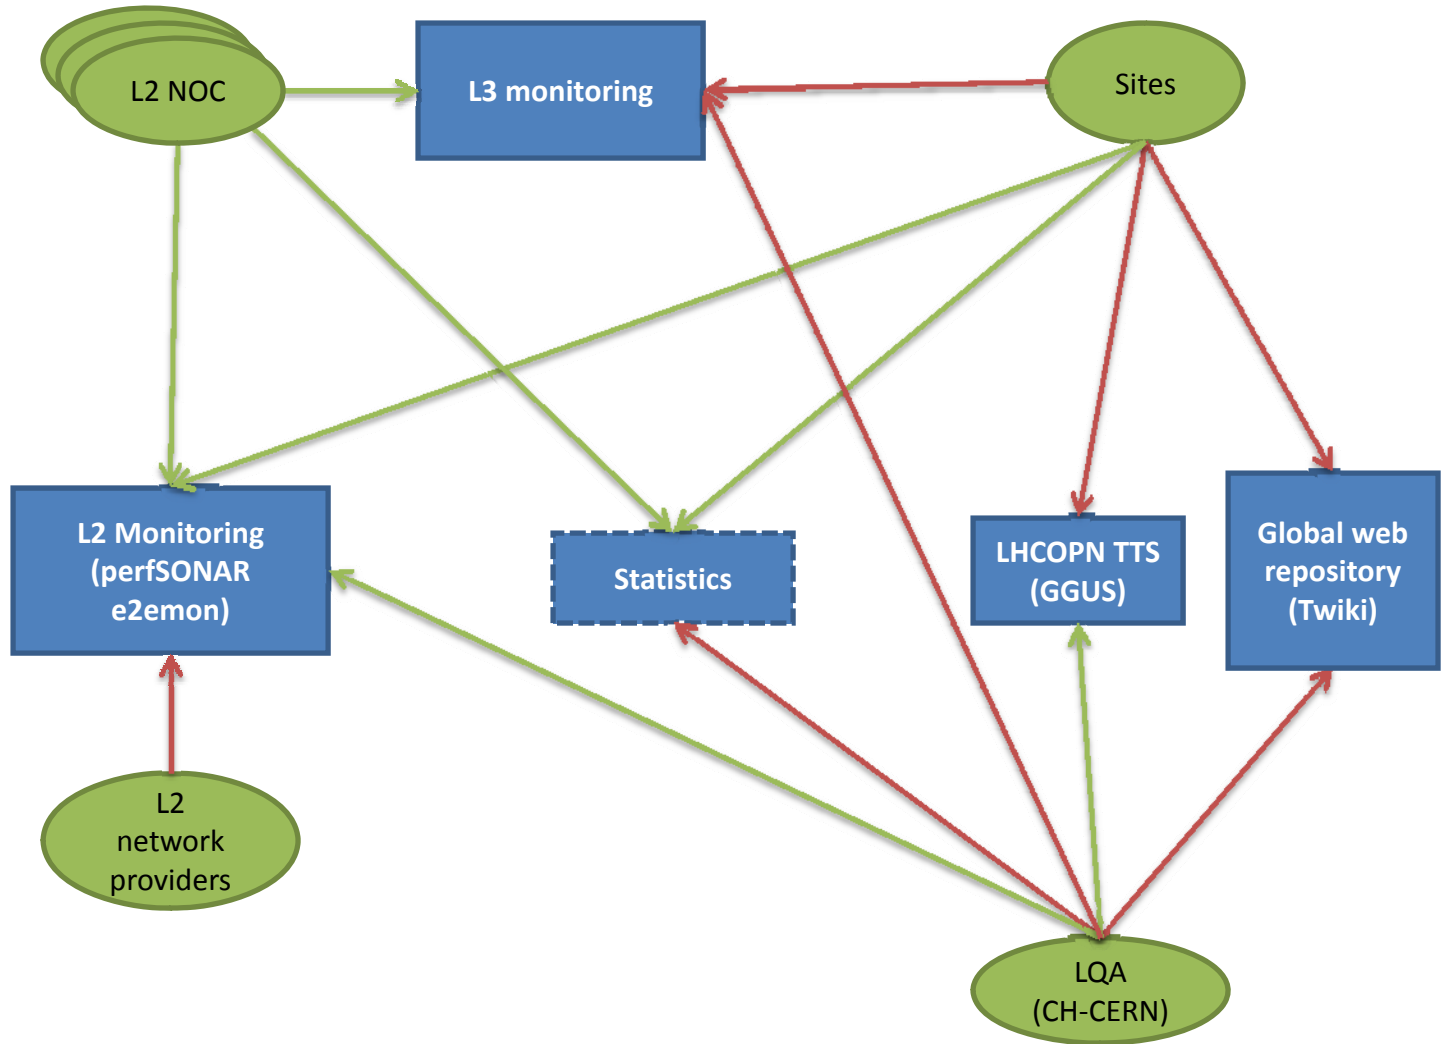 L2 NOC
L3 monitoring
Sites
L2 Monitoring
(perfSONAR
e2emon)
Statistics
LHCOPN TTS
(GGUS)
Global web
repository
(Twiki)
L2
network
providers
LQA
(CH-CERN)